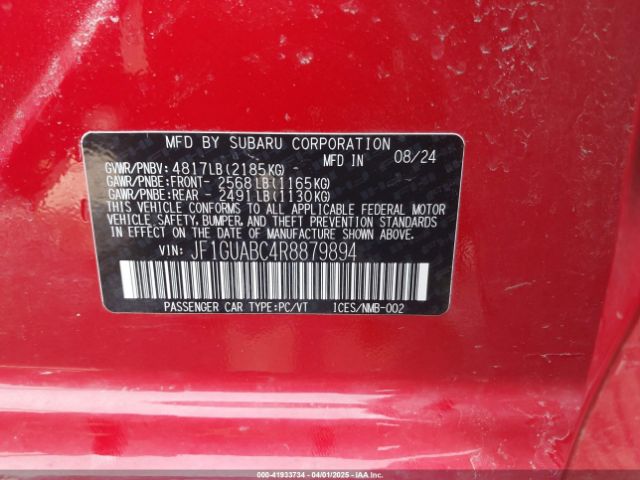 MFD BY SUBARU CORPORATION
MFD. IN 08/24
GVWR/PNBV: 4817LB(2185KG)
GAWR/PNBE:FRONT- 2568LB(1165KG)
GAWR/PNBE:REAR - 2491LB(1130KG)
THIS VEHICLE CONFORMS TO ALL APPLICABLE FEDERAL MOTOR
VEHICLE SAFETY, BUMPER, AND THEFT PREVENTION STANDARDS
IN EFFECT ON THE DATE OF MANUFACTURE SHOWN ABOVE.
VIN: JF1GUABC4R8879894
PASSENGER CAR TYPE:PC/VT ICES/NMB-002
000-41933734 - 04/01/2025 - Copyright IAA, LLC